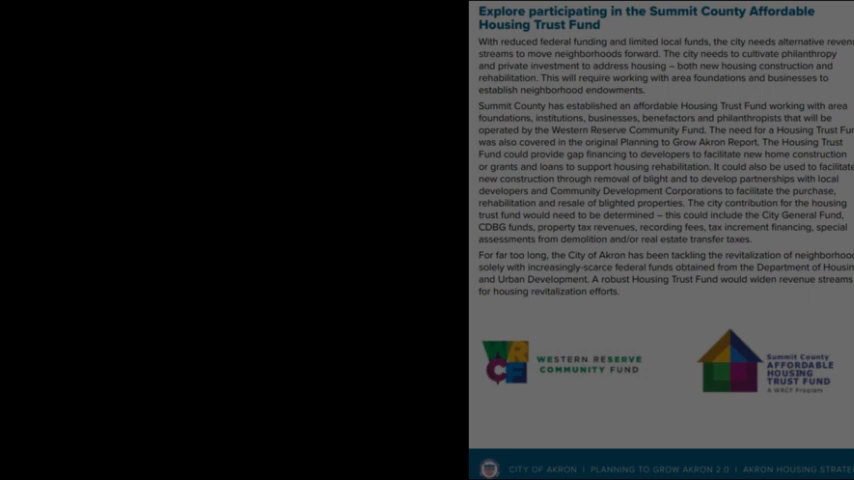 Explore participating in the Summit County Affordable
Housing Trust Fund
With reduced federal funding and limited local funds, the city needs alternative
streams to move neighborhoods forward. The city needs to cultivate philanthropy
and private investment to address housing – both new housing construction and
rehabilitation. This will require working with area foundations and businesses to
establish neighborhood endowments.
Summit County has established an affordable Housing Trust Fund working with area
foundations, institutions, businesses, benefactors and philanthropists that will be
operated by the Western Reserve Community Fund. The need for a Housing Trust
was also covered in the original Planning to Grow Akron Report. The Housing Trust
Fund could provide gap financing to developers to facilitate new home construction
or grants and loans to support housing rehabilitation. It could also be used to facilitate
new construction through removal of blight and to develop partnerships with local
developers and Community Development Corporations to facilitate the purchase,
rehabilitation and resale of blighted properties. The city contribution for the housing
trust fund would need to be determined – this could include the City General Fund,
CDBG funds, property tax revenues, recording fees, tax increment financing, special
assessments from demolition and/or real estate transfer taxes.
For far too long, the City of Akron has been tackling the revitalization of
solely with increasingly-scarce federal funds obtained from the Department of
and Urban Development. A robust Housing Trust Fund would widen revenue streams
for housing revitalization efforts.
WRCF
WESTERN RESERVE
COMMUNITY FUND
Summit County
AFFORDABLE
HOUSING
TRUST FUND
A WRCF Program
CITY OF AKRON | PLANNING TO GROW AKRON 2.0 | AKRON HOUSING